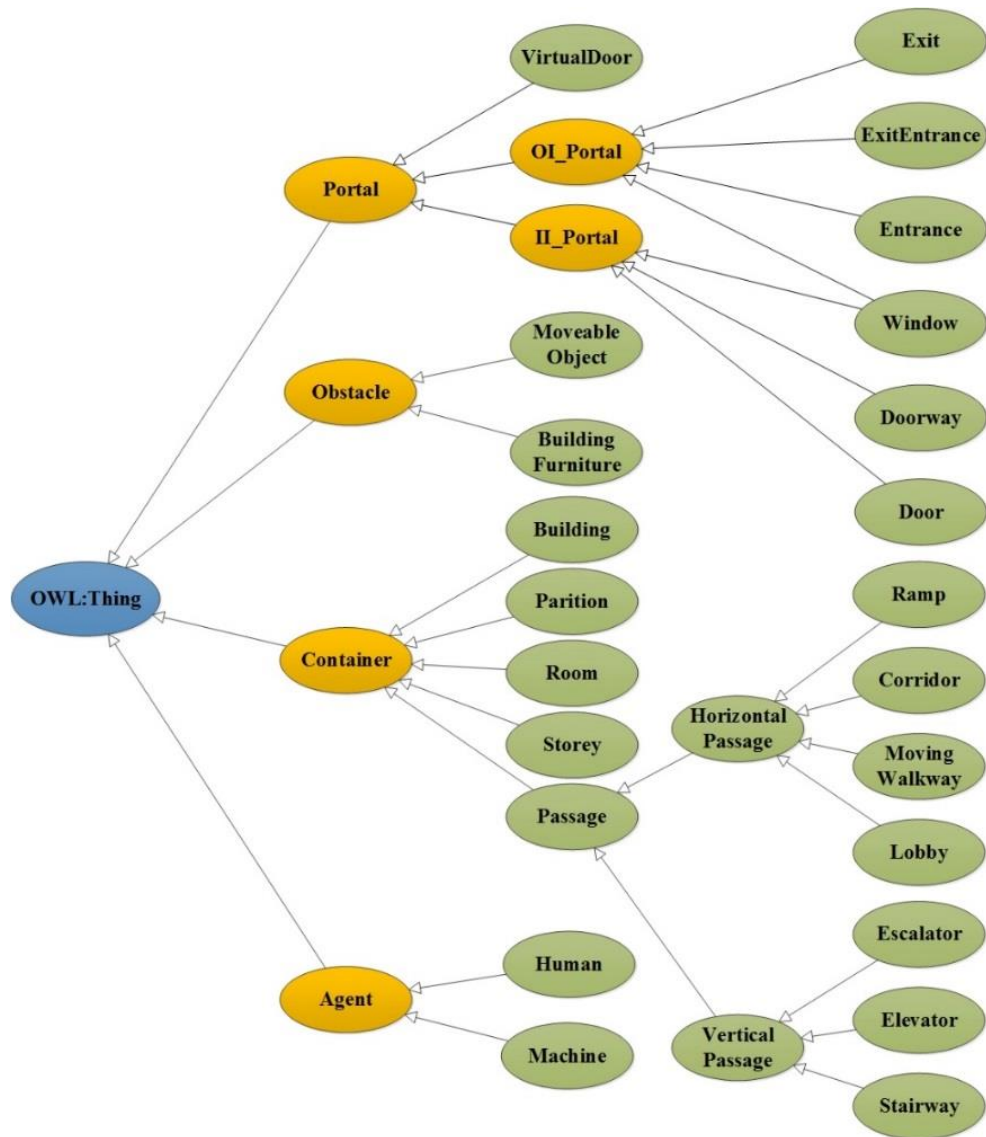 VirtualDoor
Exit
OI_Portal
ExitEntrance
Portal
Entrance
II_Portal
Window
Moveable
Object
Obstacle
Doorway
Building
Furniture
Door
Building
OWL:Thing
Ramp
Parition
Container
Room
Corridor
Horizontal
Passage
Storey
Moving
Walkway
Passage
Lobby
Escalator
Human
Agent
Elevator
Vertical
Passage
Machine
Stairway